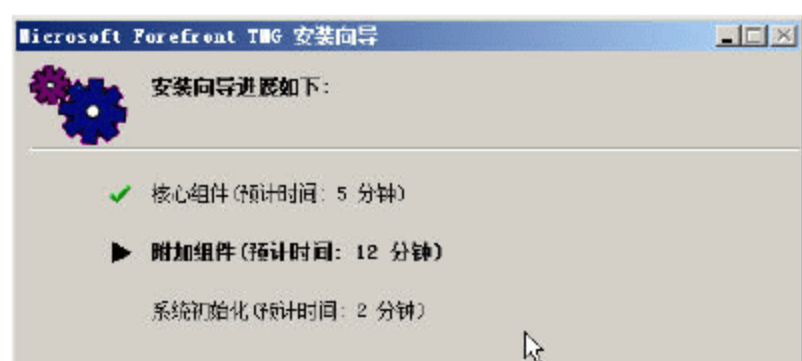 Microsoft Forefront TMG 安装向导
安装向导进展如下:
核心组件(预计时间: 5 分钟)
附加组件(预计时间: 12 分钟)
系统初始化(预计时间: 2 分钟)